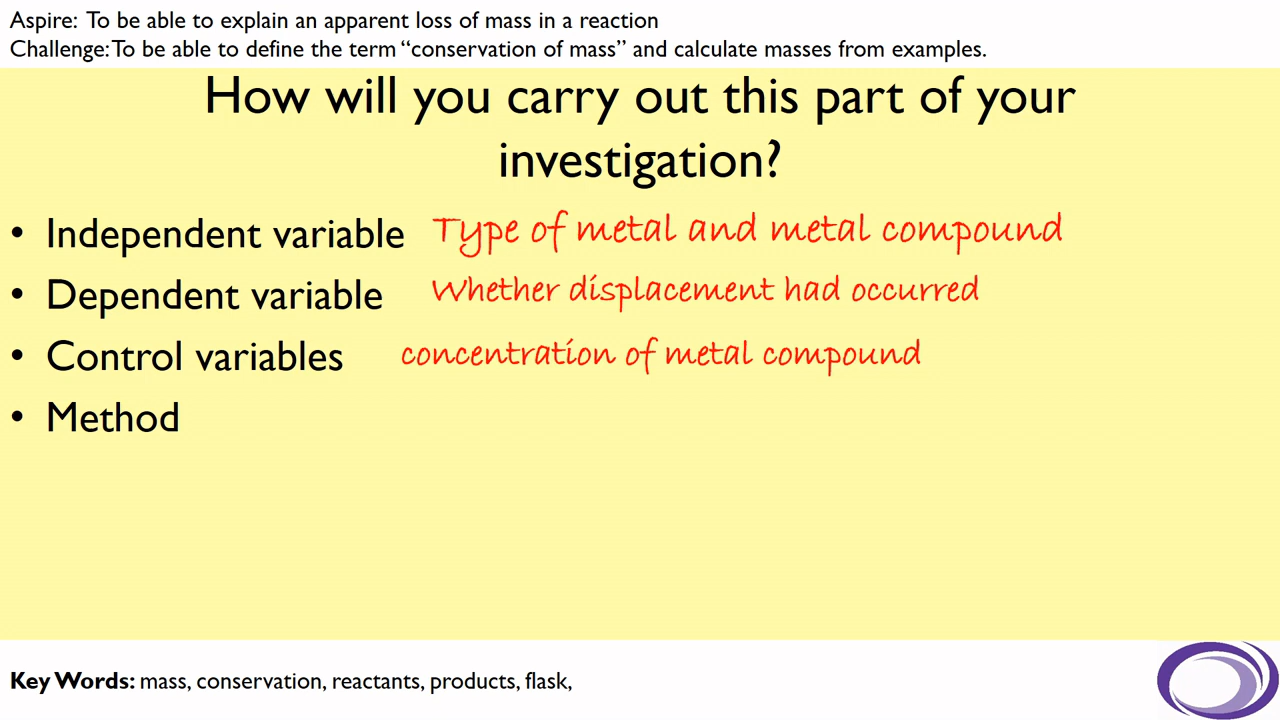 Aspire: To be able to explain an apparent loss of mass in a reaction
Challenge: To be able to define the term “conservation of mass” and calculate masses from examples.
How will you carry out this part of your
investigation?
• Independent variable Type of metal and metal compound
• Dependent variable Whether displacement had occurred
• Control variables concentration of metal compound
• Method
Key Words: mass, conservation, reactants, products, flask,